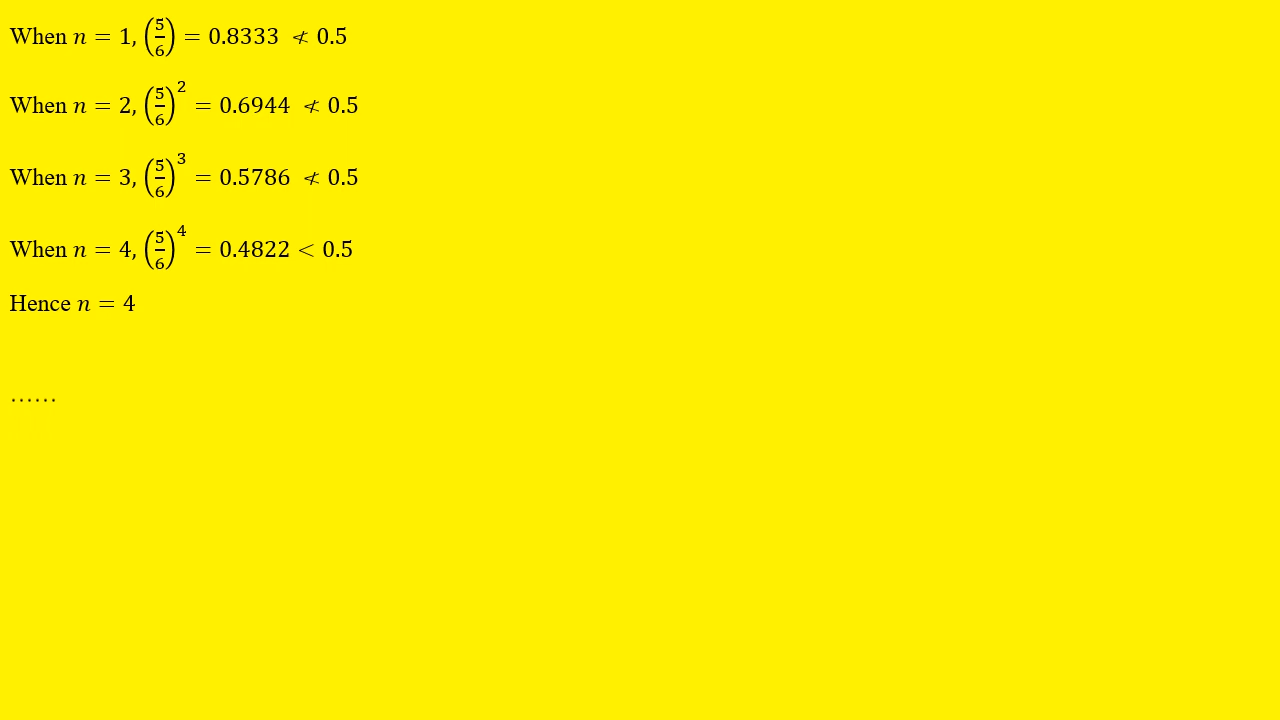 When n = 1, (5/6) = 0.8333 ≮ 0.5
When n = 2, (5/6)² = 0.6944 ≮ 0.5
When n = 3, (5/6)³ = 0.5786 ≮ 0.5
When n = 4, (5/6)⁴ = 0.4822 < 0.5
Hence n = 4
......